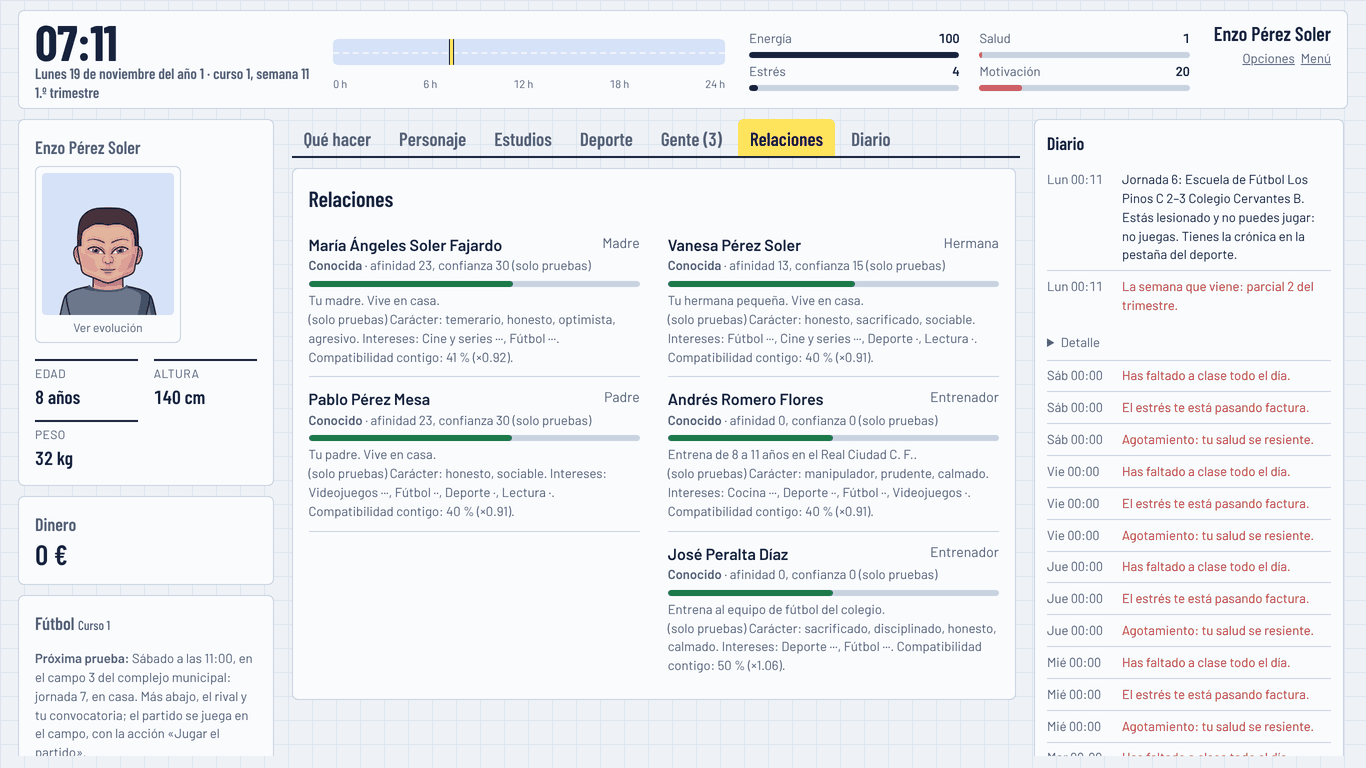 07:11
Lunes 19 de noviembre del año 1 · curso 1, semana 11
1.º trimestre
0 h 6 h 12 h 18 h 24 h
Energía 100
Estrés 4
Salud 1
Motivación 20
Enzo Pérez Soler
Opciones Menú
Enzo Pérez Soler
Ver evolución
EDAD
8 años
ALTURA
140 cm
PESO
32 kg
Dinero
0 €
Fútbol Curso 1
Próxima prueba: Sábado a las 11:00, en
el campo 3 del complejo municipal:
jornada 7, en casa. Más abajo, el rival y
tu convocatoria; el partido se juega en
el campo, con la acción «Jugar el
partido».
Qué hacer Personaje Estudios Deporte Gente (3) Relaciones Diario
Relaciones
María Ángeles Soler Fajardo Madre
Conocida · afinidad 23, confianza 30 (solo pruebas)
Tu madre. Vive en casa.
(solo pruebas) Carácter: temerario, honesto, optimista,
agresivo. Intereses: Cine y series ···, Fútbol ···.
Compatibilidad contigo: 41 % (×0.92).
Pablo Pérez Mesa Padre
Conocido · afinidad 23, confianza 30 (solo pruebas)
Tu padre. Vive en casa.
(solo pruebas) Carácter: honesto, sociable. Intereses:
Videojuegos ···, Fútbol ··, Deporte ·, Lectura ·.
Compatibilidad contigo: 40 % (×0.91).
Vanesa Pérez Soler Hermana
Conocida · afinidad 13, confianza 15 (solo pruebas)
Tu hermana pequeña. Vive en casa.
(solo pruebas) Carácter: honesto, sacrificado, sociable.
Intereses: Fútbol ···, Cine y series ··, Deporte ·, Lectura ·.
Compatibilidad contigo: 40 % (×0.91).
Andrés Romero Flores Entrenador
Conocido · afinidad 0, confianza 0 (solo pruebas)
Entrena de 8 a 11 años en el Real Ciudad C. F..
(solo pruebas) Carácter: manipulador, prudente, calmado.
Intereses: Cocina ···, Deporte ··, Fútbol ··, Videojuegos ·.
Compatibilidad contigo: 40 % (×0.91).
José Peralta Díaz Entrenador
Conocido · afinidad 0, confianza 0 (solo pruebas)
Entrena al equipo de fútbol del colegio.
(solo pruebas) Carácter: sacrificado, disciplinado, honesto,
calmado. Intereses: Deporte ···, Fútbol ···. Compatibilidad
contigo: 50 % (×1.06).
Diario
Lun 00:11 Jornada 6: Escuela de Fútbol Los
Pinos C 2–3 Colegio Cervantes B.
Estás lesionado y no puedes jugar:
no juegas. Tienes la crónica en la
pestaña del deporte.
Lun 00:11 La semana que viene: parcial 2 del
trimestre.
Detalle
Sáb 00:00 Has faltado a clase todo el día.
Sáb 00:00 El estrés te está pasando factura.
Sáb 00:00 Agotamiento: tu salud se resiente.
Vie 00:00 Has faltado a clase todo el día.
Vie 00:00 El estrés te está pasando factura.
Vie 00:00 Agotamiento: tu salud se resiente.
Jue 00:00 Has faltado a clase todo el día.
Jue 00:00 El estrés te está pasando factura.
Jue 00:00 Agotamiento: tu salud se resiente.
Mié 00:00 Has faltado a clase todo el día.
Mié 00:00 El estrés te está pasando factura.
Mié 00:00 Agotamiento: tu salud se resiente.
Mar 00:00 Has faltado a clase todo el día.